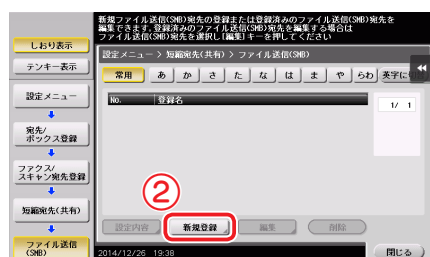 新規ファイル送信(SMB)宛先の登録または登録済みのファイル送信(SMB)宛先を
編集できます。ファイル送信(SMB)宛先を編集する場合は
ファイル送信(SMB)宛先を選択し[編集]キーを押してください
しおり表示
テンキー表示
設定メニュー
宛先/
ボックス登録
ファクス/
スキャン宛先登録
短縮宛先(共有)
ファイル送信
(SMB)
設定メニュー > 短縮宛先(共有) > ファイル送信(SMB)
常用 あ か さ た な は ま や らわ 英字に
No. 登録名
1/ 1
②
設定内容 新規登録 編集 削除
2014/12/26 19:38
閉じる